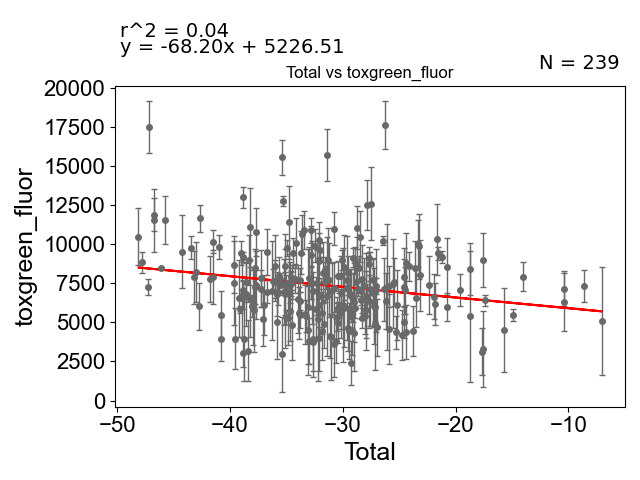 r^2 = 0.04
y = -68.20x + 5226.51
N = 239
Total vs toxgreen_fluor
20000
17500
15000
12500
10000
7500
5000
2500
0
toxgreen_fluor
−50
−40
−30
−20
−10
Total